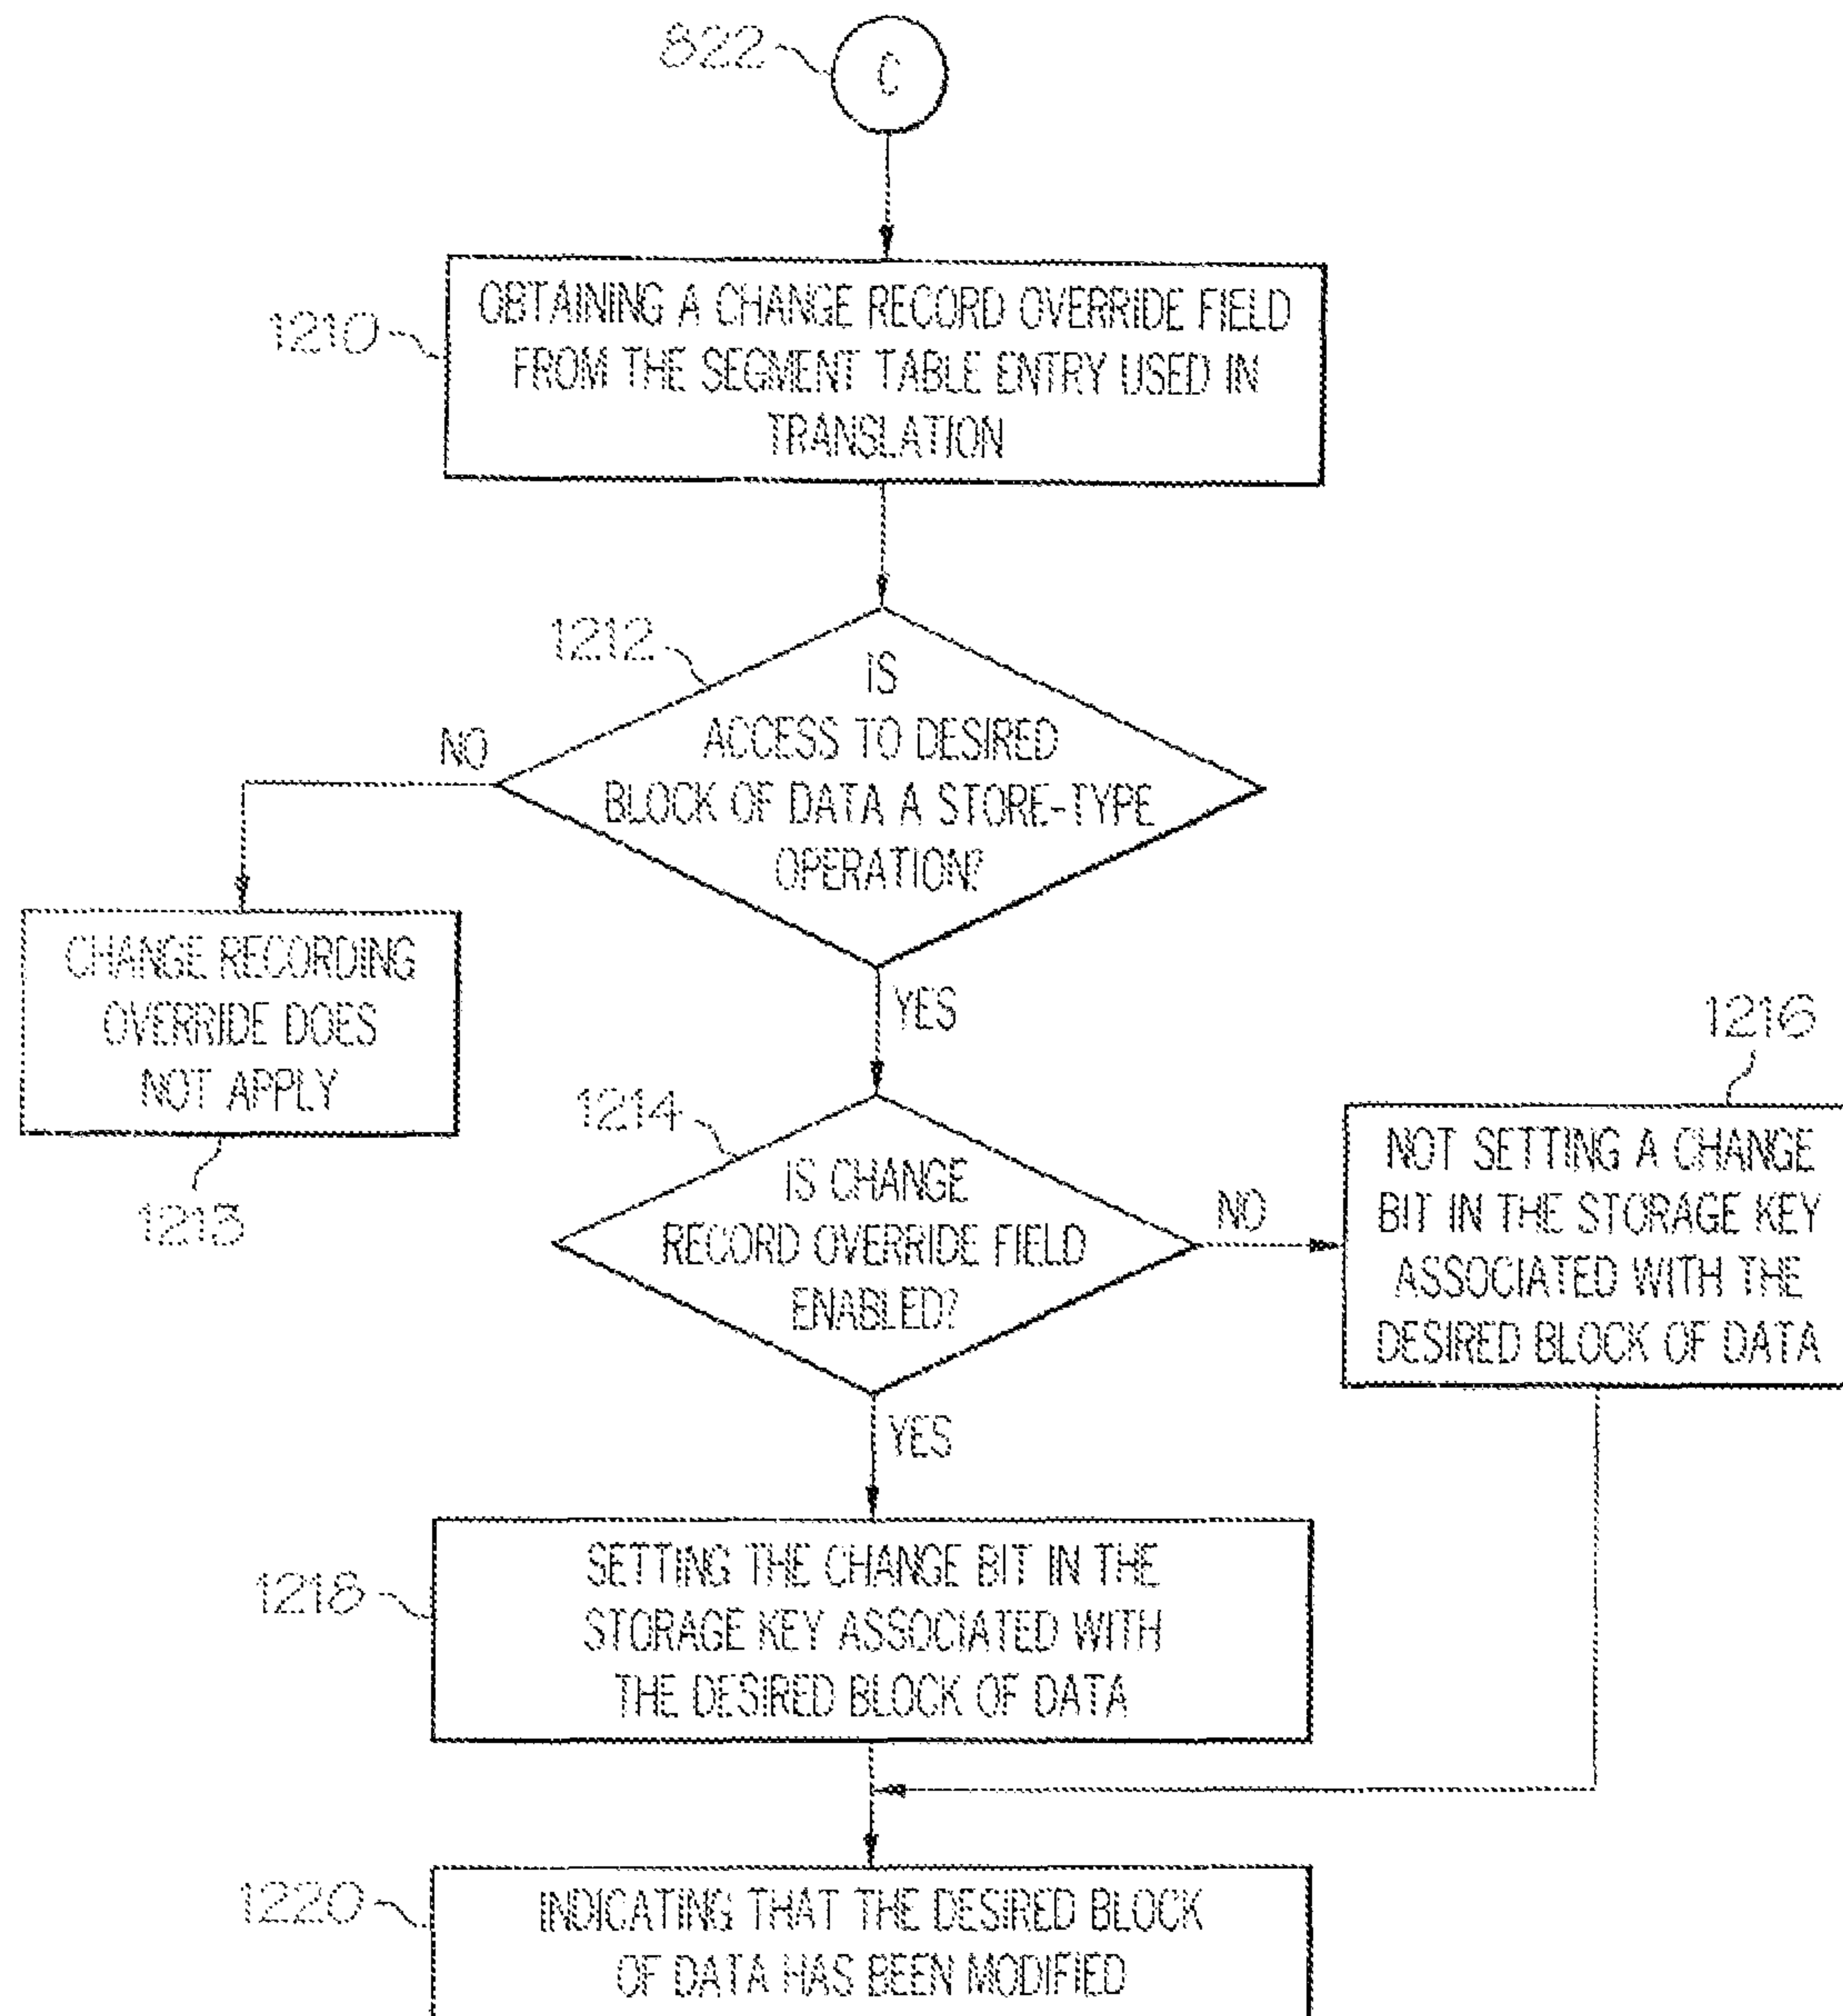 822
C
1210
OBTAINING A CHANGE RECORD OVERRIDE FIELD
FROM THE SEGMENT TABLE ENTRY USED IN
TRANSLATION
1212
IS
ACCESS TO DESIRED
BLOCK OF DATA A STORE-TYPE
OPERATION?
NO
CHANGE RECORDING
OVERRIDE DOES
NOT APPLY
1213
YES
1214
IS CHANGE
RECORD OVERRIDE FIELD
ENABLED?
NO
1216
NOT SETTING A CHANGE
BIT IN THE STORAGE KEY
ASSOCIATED WITH THE
DESIRED BLOCK OF DATA
YES
1218
SETTING THE CHANGE BIT IN THE
STORAGE KEY ASSOCIATED WITH
THE DESIRED BLOCK OF DATA
1220
INDICATING THAT THE DESIRED BLOCK
OF DATA HAS BEEN MODIFIED